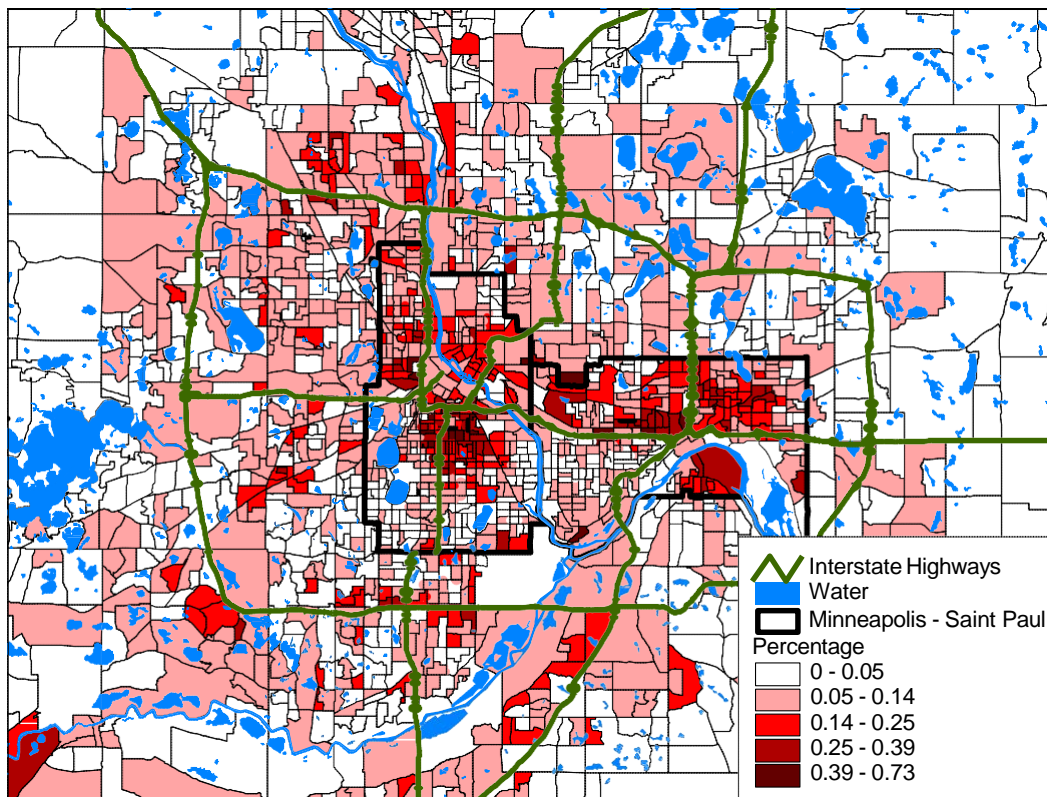 Interstate Highways
Water
Minneapolis - Saint Paul
Percentage
0 - 0.05
0.05 - 0.14
0.14 - 0.25
0.25 - 0.39
0.39 - 0.73